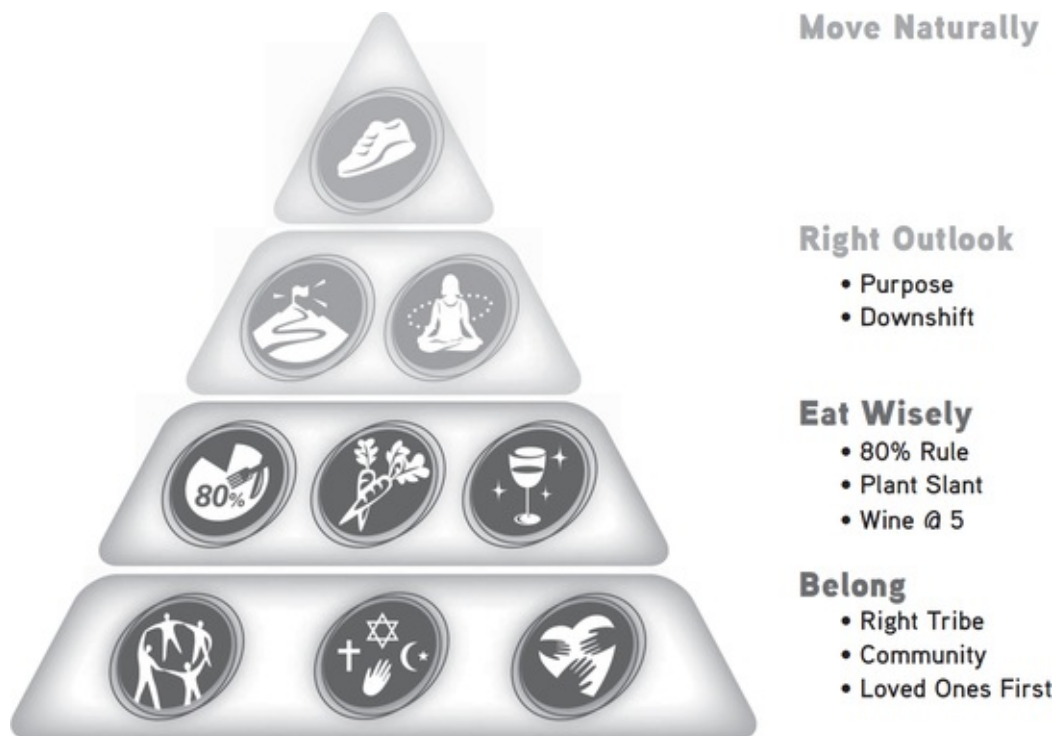 Move Naturally
Right Outlook
• Purpose
• Downshift
80%
Eat Wisely
• 80% Rule
• Plant Slant
• Wine @ 5
Belong
• Right Tribe
• Community
• Loved Ones First